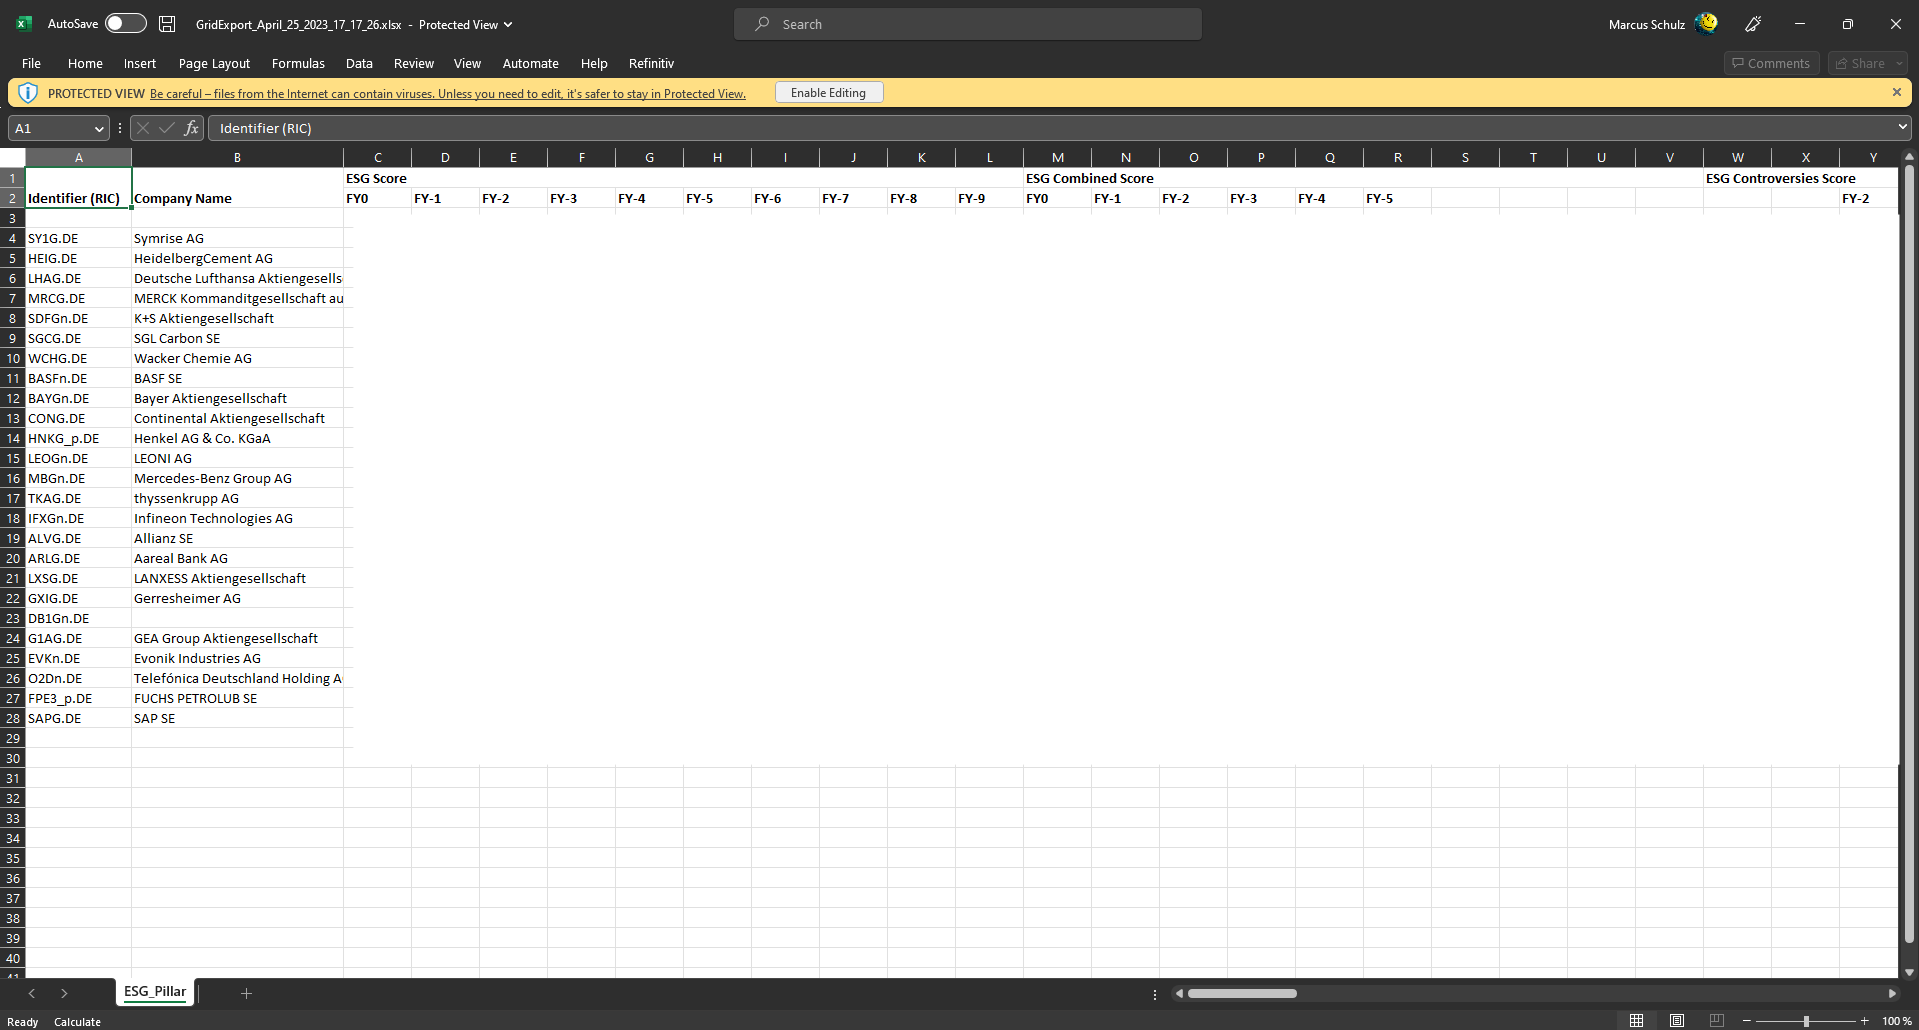 AutoSave GridExport_April_25_2023_17_17_26.xlsx - Protected View Search Marcus Schulz
File Home Insert Page Layout Formulas Data Review View Automate Help Refinitiv Comments Share
PROTECTED VIEW Be careful – files from the Internet can contain viruses. Unless you need to edit, it's safer to stay in Protected View. Enable Editing
A1 fx Identifier (RIC)
A B C D E F G H I J K L M N O P Q R S T U V W X Y
1 ESG Score ESG Combined Score ESG Controversies Score
2 Identifier (RIC) Company Name FY0 FY-1 FY-2 FY-3 FY-4 FY-5 FY-6 FY-7 FY-8 FY-9 FY0 FY-1 FY-2 FY-3 FY-4 FY-5 FY-2
3
4 SY1G.DE Symrise AG
5 HEIG.DE HeidelbergCement AG
6 LHAG.DE Deutsche Lufthansa Aktiengesells
7 MRCG.DE MERCK Kommanditgesellschaft au
8 SDFGn.DE K+S Aktiengesellschaft
9 SGCG.DE SGL Carbon SE
10 WCHG.DE Wacker Chemie AG
11 BASFn.DE BASF SE
12 BAYGn.DE Bayer Aktiengesellschaft
13 CONG.DE Continental Aktiengesellschaft
14 HNKG_p.DE Henkel AG & Co. KGaA
15 LEOGn.DE LEONI AG
16 MBGn.DE Mercedes-Benz Group AG
17 TKAG.DE thyssenkrupp AG
18 IFXGn.DE Infineon Technologies AG
19 ALVG.DE Allianz SE
20 ARLG.DE Aareal Bank AG
21 LXSG.DE LANXESS Aktiengesellschaft
22 GXIG.DE Gerresheimer AG
23 DB1Gn.DE
24 G1AG.DE GEA Group Aktiengesellschaft
25 EVKn.DE Evonik Industries AG
26 O2Dn.DE Telefónica Deutschland Holding A
27 FPE3_p.DE FUCHS PETROLUB SE
28 SAPG.DE SAP SE
29
30
31
32
33
34
35
36
37
38
39
40
41
ESG_Pillar
Ready Calculate 100 %